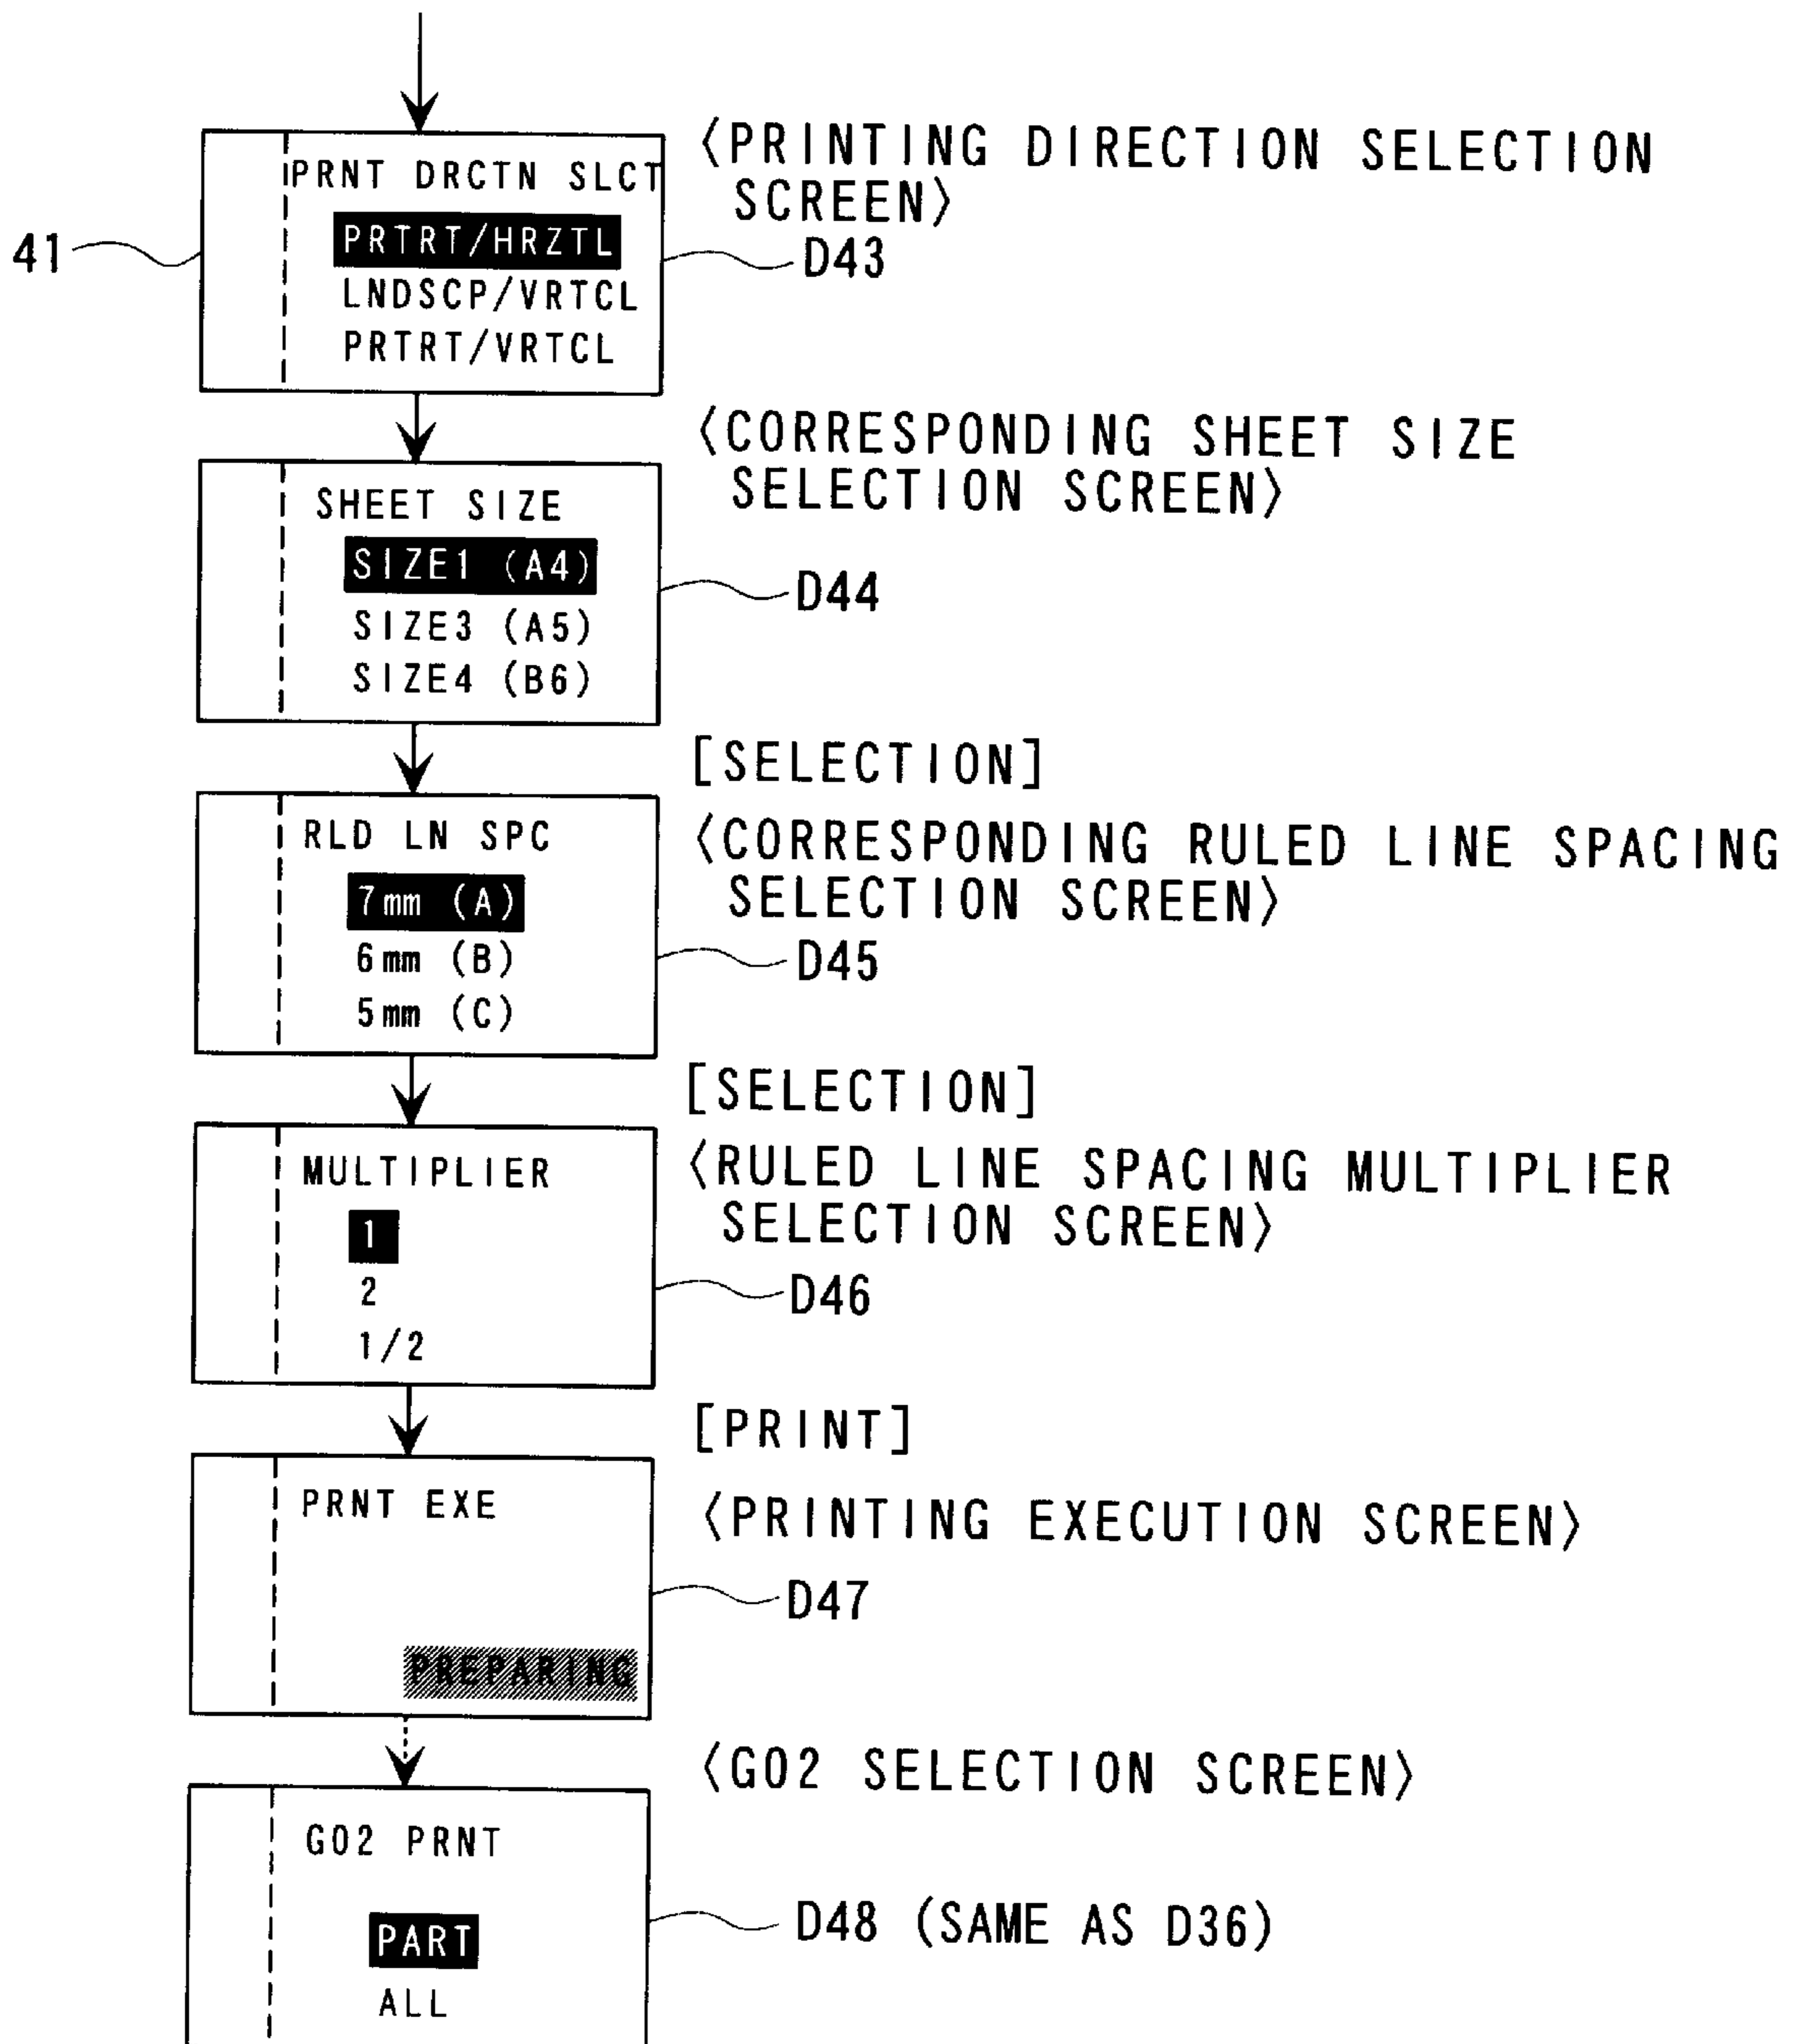 PRNT DRCTN SLCT
PRTRT/HRZTL
LNDSCP/VRTCL
PRTRT/VRTCL
41
〈PRINTING DIRECTION SELECTION
SCREEN〉
D43
SHEET SIZE
SIZE1 (A4)
SIZE3 (A5)
SIZE4 (B6)
〈CORRESPONDING SHEET SIZE
SELECTION SCREEN〉
D44
[SELECTION]
RLD LN SPC
7mm (A)
6mm (B)
5mm (C)
〈CORRESPONDING RULED LINE SPACING
SELECTION SCREEN〉
D45
[SELECTION]
MULTIPLIER
1
2
1/2
〈RULED LINE SPACING MULTIPLIER
SELECTION SCREEN〉
D46
[PRINT]
PRNT EXE
PREPARING
〈PRINTING EXECUTION SCREEN〉
D47
〈G02 SELECTION SCREEN〉
G02 PRNT
PART
ALL
D48 (SAME AS D36)